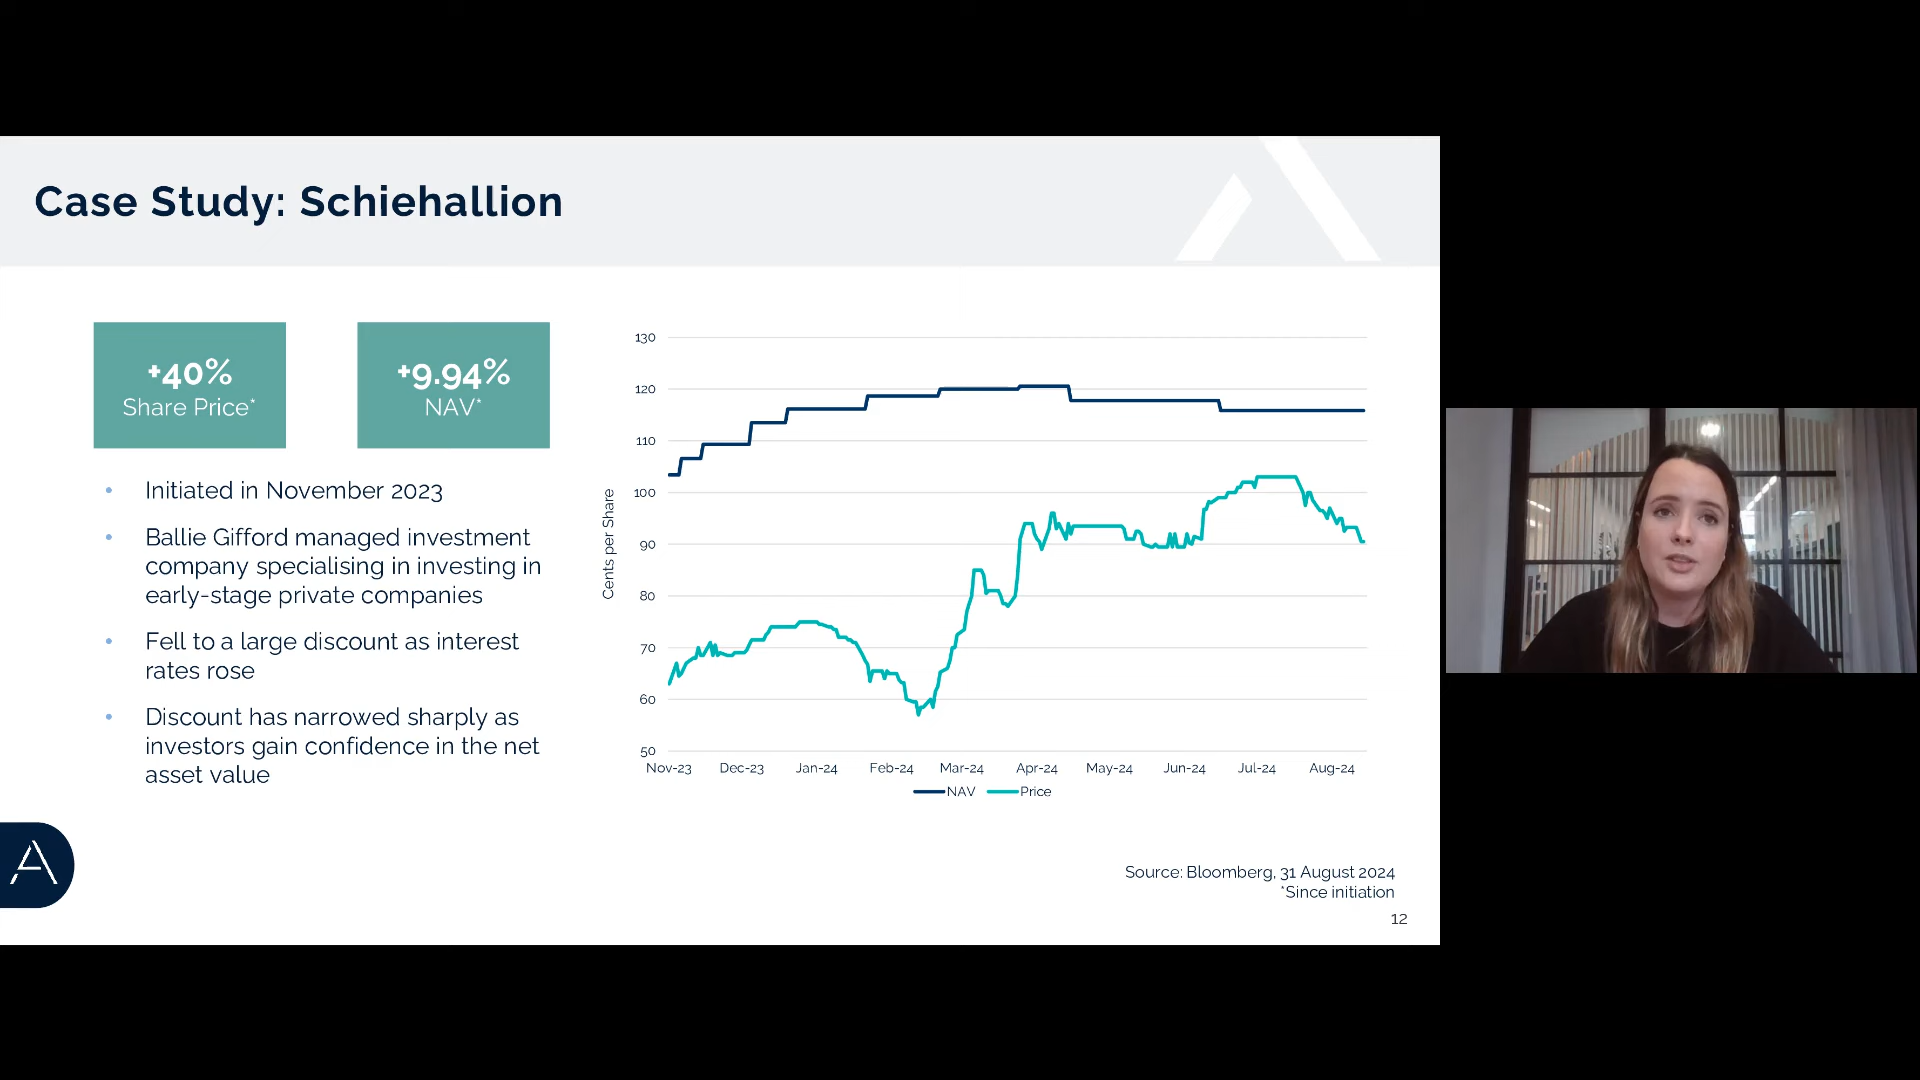 Case Study: Schiehallion
+40%
Share Price*
+9.94%
NAV*
• Initiated in November 2023
• Ballie Gifford managed investment
company specialising in investing in
early-stage private companies
• Fell to a large discount as interest
rates rose
• Discount has narrowed sharply as
investors gain confidence in the net
asset value
Cents per Share
130
120
110
100
90
80
70
60
50
Nov-23 Dec-23 Jan-24 Feb-24 Mar-24 Apr-24 May-24 Jun-24 Jul-24 Aug-24
NAV Price
Source: Bloomberg, 31 August 2024
*Since initiation
12